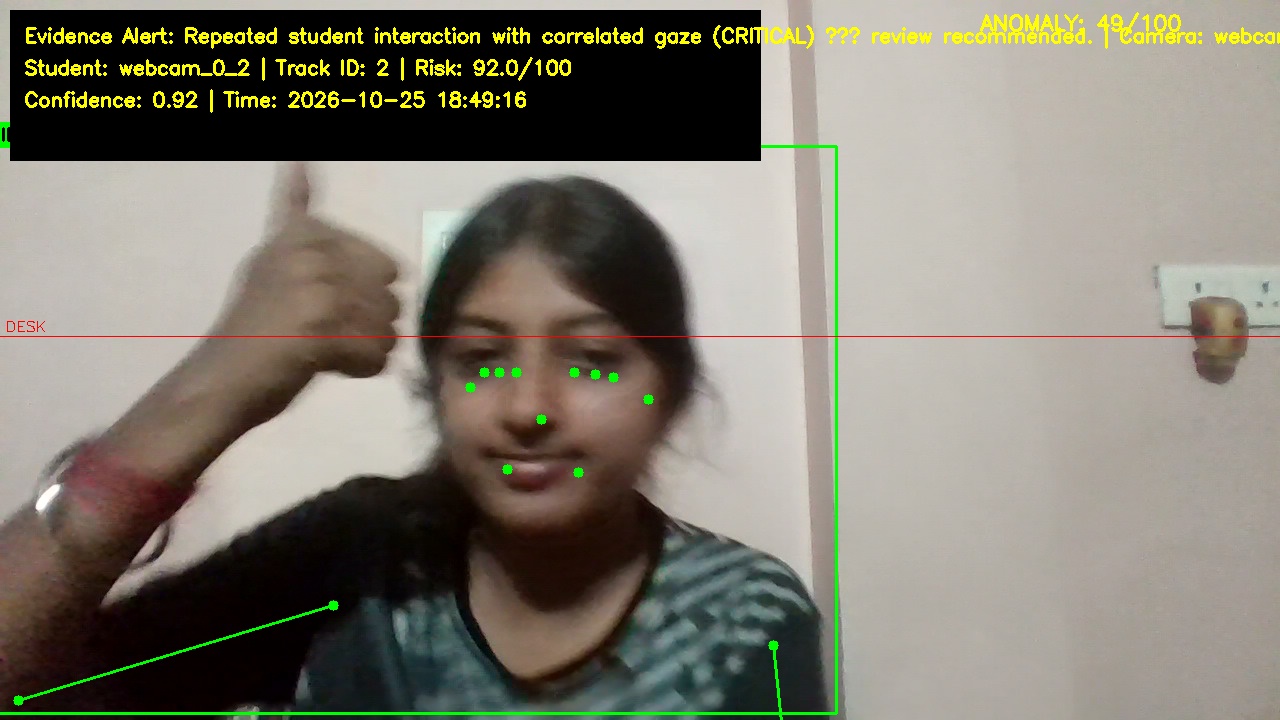 Evidence Alert: Repeated student interaction with correlated gaze (CRITICAL) ??? review recommended. | Camera: webcam
ANOMALY: 49/100
Student: webcam_0_2 | Track ID: 2 | Risk: 92.0/100
Confidence: 0.92 | Time: 2026-10-25 18:49:16
DESK